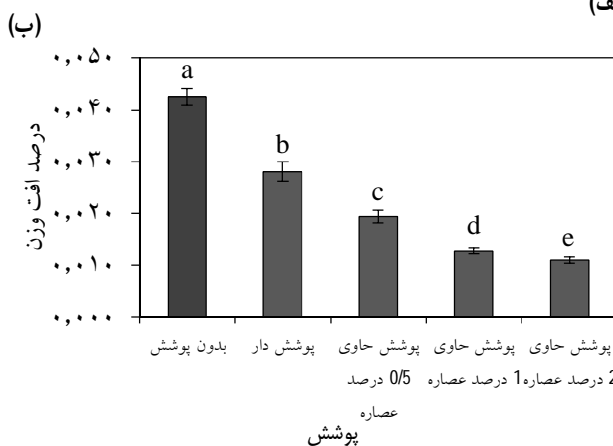 (ب)
ف)
۰,۰۵۰
۰,۰۴۰
۰,۰۳۰
۰,۰۲۰
۰,۰۱۰
۰,۰۰۰
درصد افت وزن
a
b
c
d
e
بدون پوشش
پوشش دار
پوشش حاوی
0/5 درصد
عصاره
پوشش حاوی
1 درصد عصاره
پوشش حاوی
2 درصد عصاره
پوشش